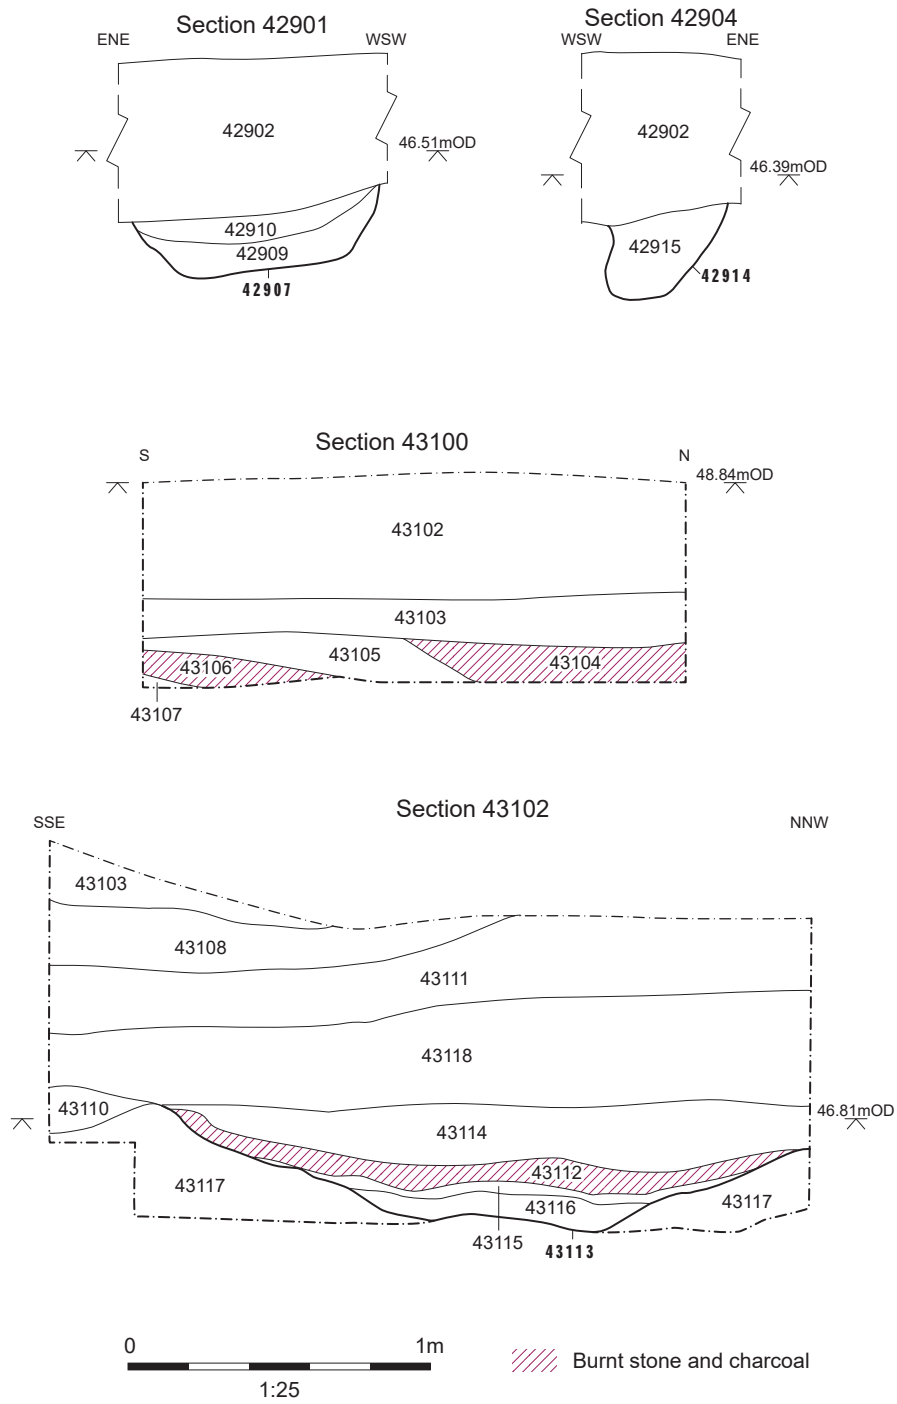 Section 42901
ENE
WSW
42902
46.51mOD
42910
42909
42907
Section 42904
WSW
ENE
42902
46.39mOD
42915
42914
Section 43100
S
N
48.84mOD
43102
43103
43105
43106
43104
43107
Section 43102
SSE
NNW
43103
43108
43111
43118
43110
46.81mOD
43114
43112
43117
43116
43117
43115
43113
0
1m
1:25
Burnt stone and charcoal